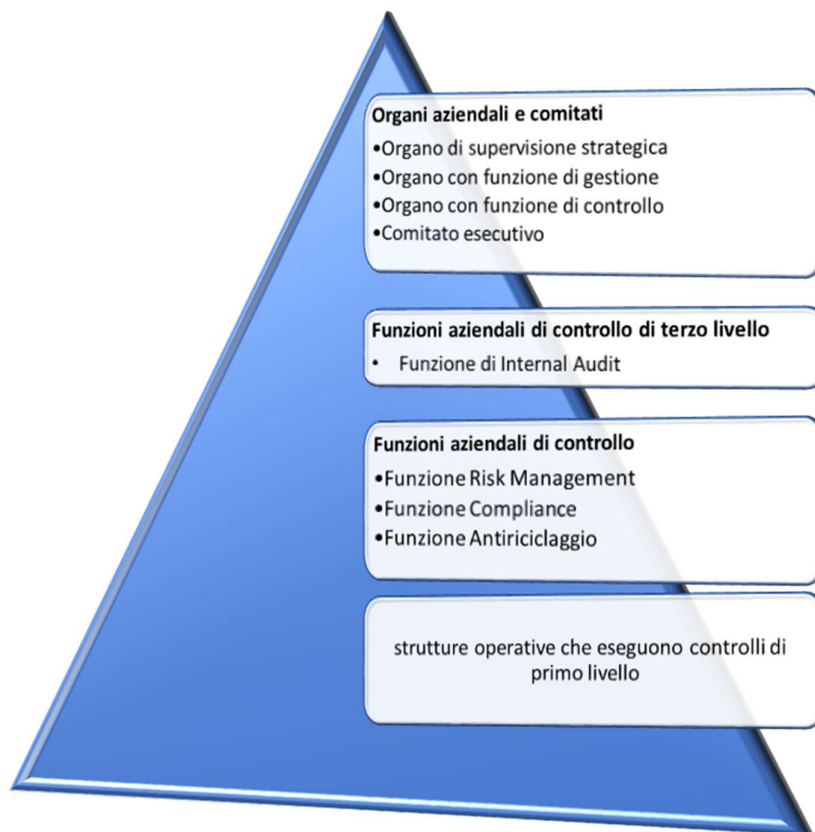 Organi aziendali e comitati
•Organo di supervisione strategica
•Organo con funzione di gestione
•Organo con funzione di controllo
•Comitato esecutivo
Funzioni aziendali di controllo di terzo livello
• Funzione di Internal Audit
Funzioni aziendali di controllo
•Funzione Risk Management
•Funzione Compliance
•Funzione Antiriciclaggio
strutture operative che eseguono controlli di
primo livello